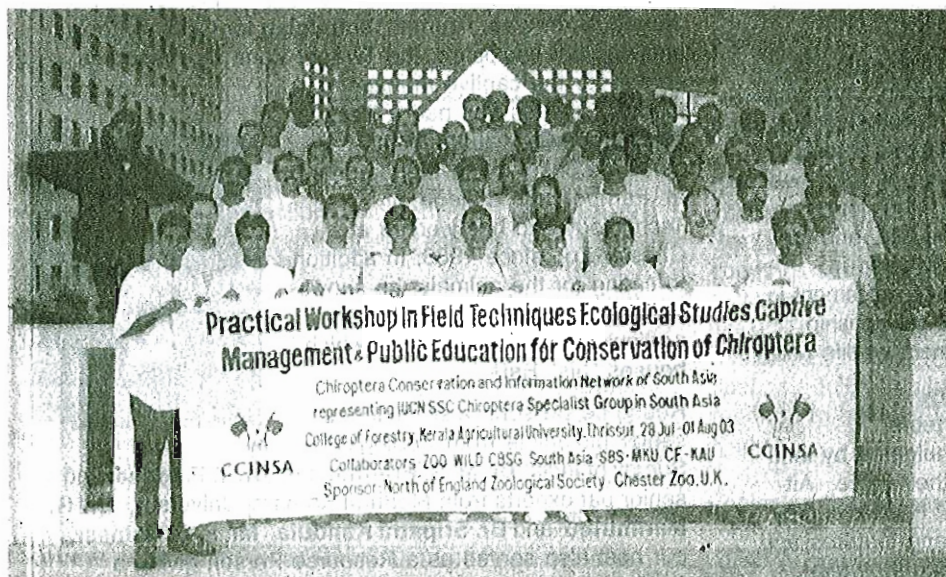 Practical Workshop in Field Techniques Ecological Studies, Captive
Management & Public Education for Conservation of Chiroptera
Chiroptera Conservation and Information Network of South Asia
representing IUCN SSC Chiroptera Specialist Group in South Asia
College of Forestry, Kerala Agricultural University, Thrissur, 28 Jul - 01 Aug 03
CCINSA
Collaborators ZOO WILD CBSG South Asia SBS-MKU CF-KAU
CCINSA
Sponsor North of England Zoological Society - Chester Zoo, U.K.